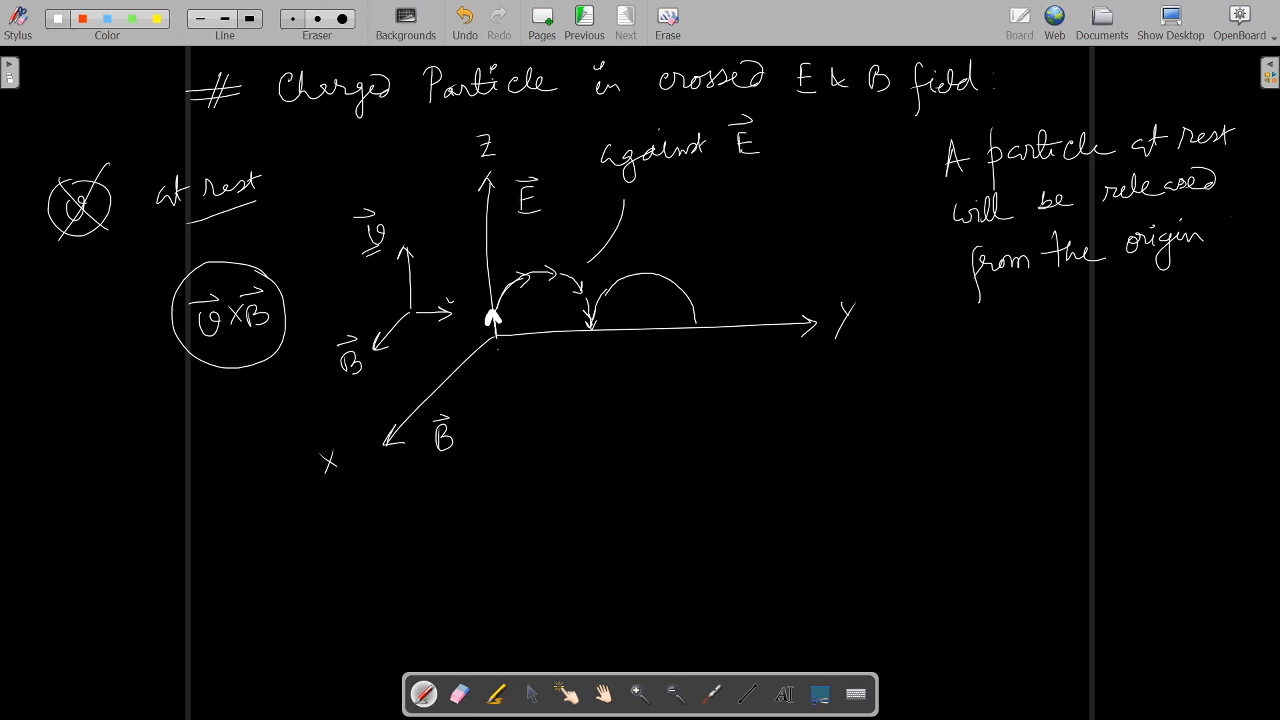 Stylus
Color
Line
Eraser
Backgrounds
Undo
Redo
Pages
Previous
Next
Erase
Board
Web
Documents
Show Desktop
OpenBoard
# Charged Particle in crossed E & B field:
against E⃗
A particle at rest
will be released
from the origin
v
at rest
Z
E⃗
v⃗
v⃗ × B⃗
B⃗
Y
B⃗
X
AI